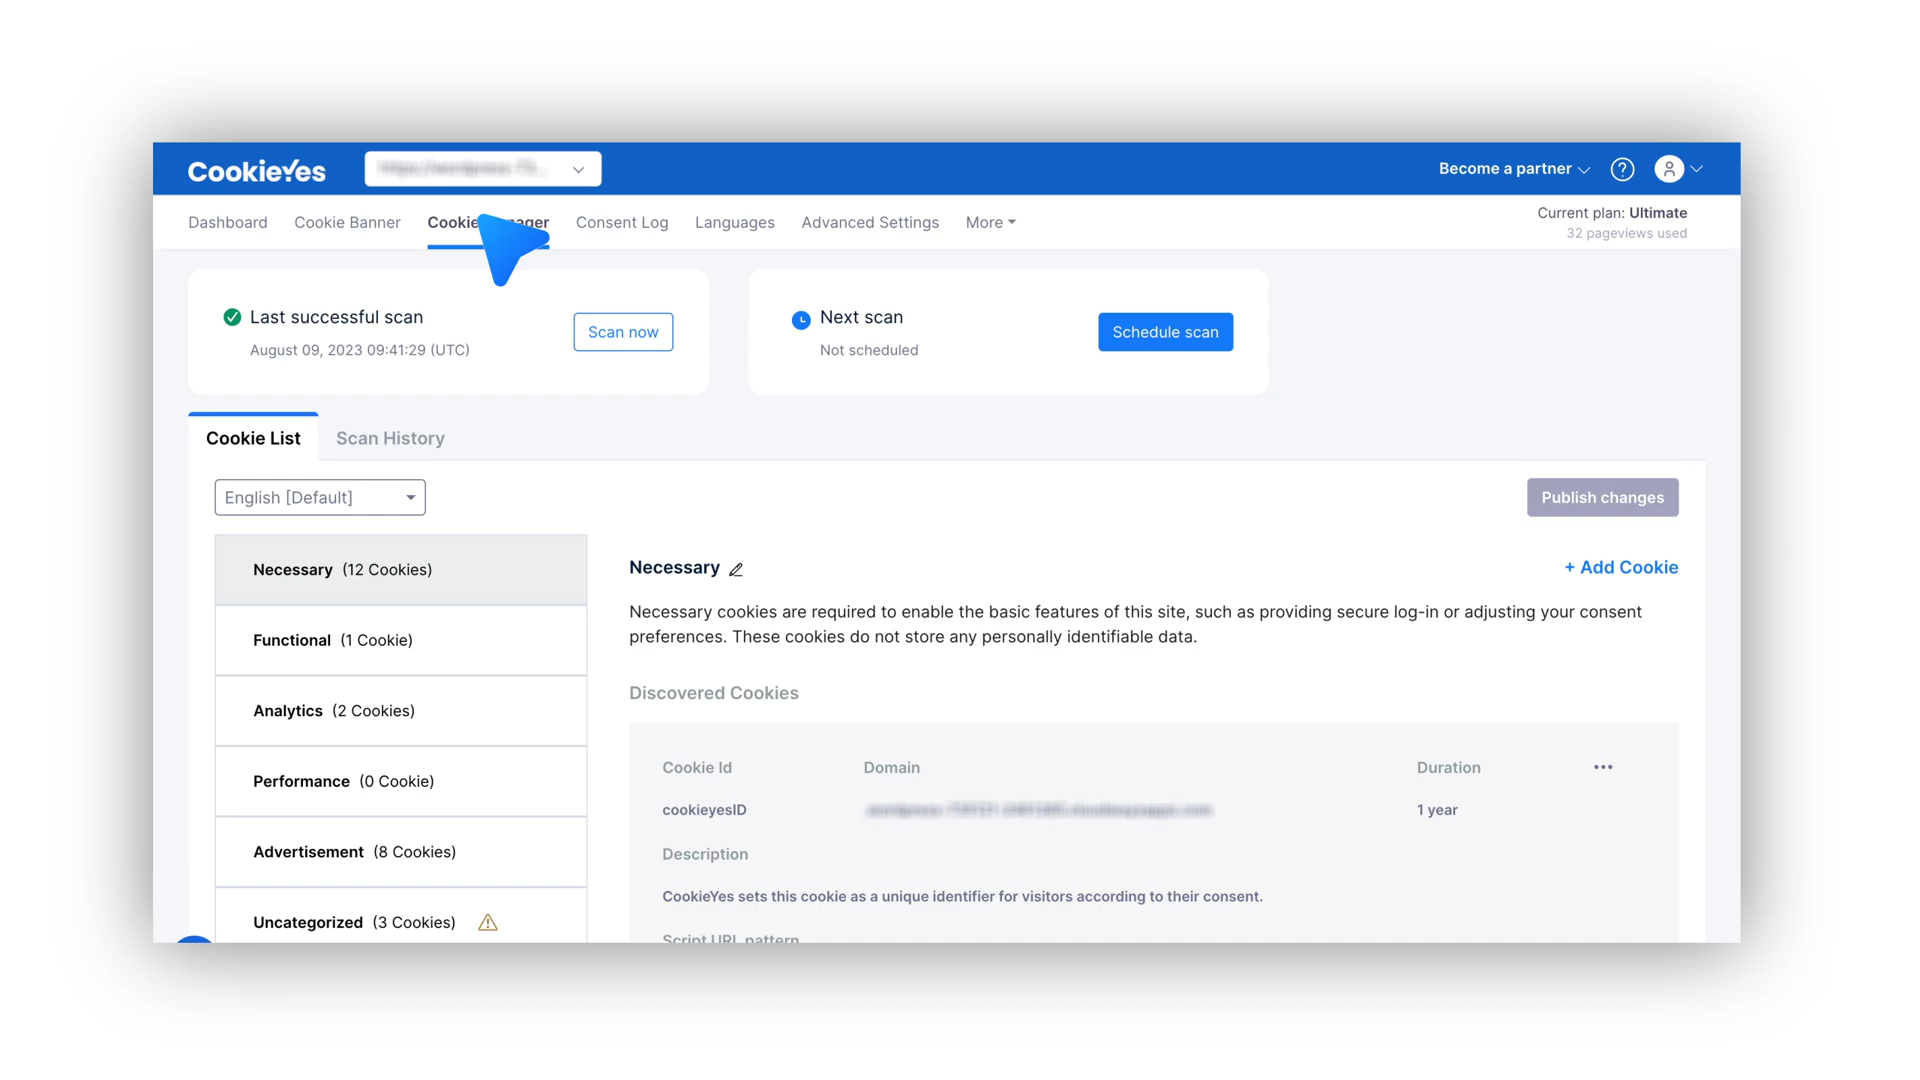 CookieYes
Become a partner
Dashboard Cookie Banner Cookie Consent Log Languages Advanced Settings More
Current plan: Ultimate
32 pageviews used
Last successful scan
August 09, 2023 09:41:29 (UTC)
Scan now
Next scan
Not scheduled
Schedule scan
Cookie List Scan History
English [Default]
Publish changes
Necessary (12 Cookies)
Functional (1 Cookie)
Analytics (2 Cookies)
Performance (0 Cookie)
Advertisement (8 Cookies)
Uncategorized (3 Cookies)
Necessary
+ Add Cookie
Necessary cookies are required to enable the basic features of this site, such as providing secure log-in or adjusting your consent
preferences. These cookies do not store any personally identifiable data.
Discovered Cookies
Cookie Id Domain Duration
cookieyesID 1 year
Description
CookieYes sets this cookie as a unique identifier for visitors according to their consent.
Script URL pattern